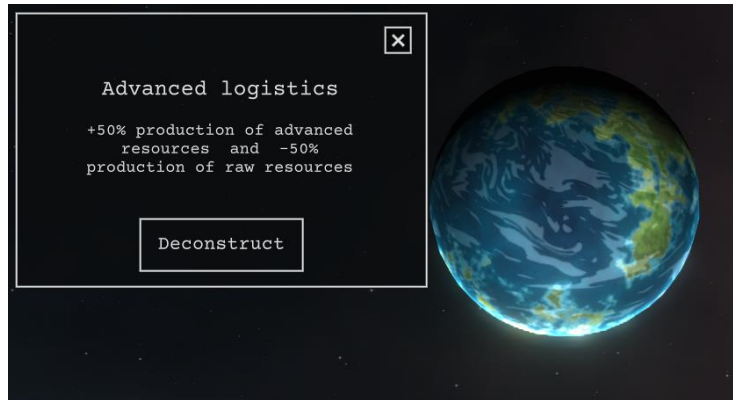 Advanced logistics
+50% production of advanced
resources and -50%
production of raw resources
Deconstruct